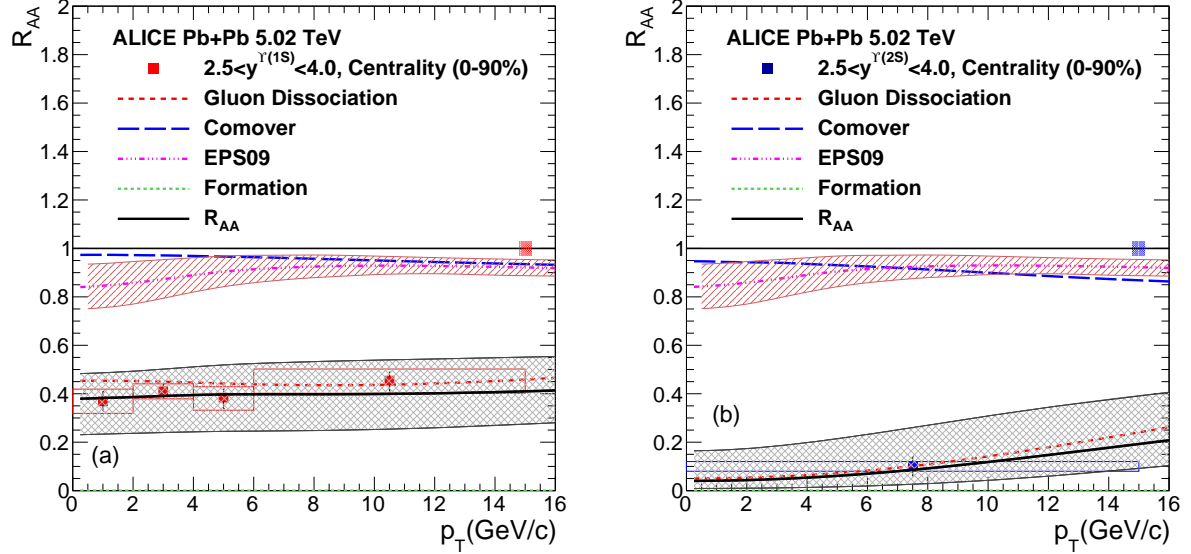 R_AA
2
1.8
1.6
1.4
1.2
1
0.8
0.6
0.4
0.2
0
ALICE Pb+Pb 5.02 TeV
2.5<y^ϒ(1S)<4.0, Centrality (0-90%)
Gluon Dissociation
Comover
EPS09
Formation
R_AA
(a)
0 2 4 6 8 10 12 14 16
p_T(GeV/c)
R_AA
2
1.8
1.6
1.4
1.2
1
0.8
0.6
0.4
0.2
0
ALICE Pb+Pb 5.02 TeV
2.5<y^ϒ(2S)<4.0, Centrality (0-90%)
Gluon Dissociation
Comover
EPS09
Formation
R_AA
(b)
0 2 4 6 8 10 12 14 16
p_T(GeV/c)